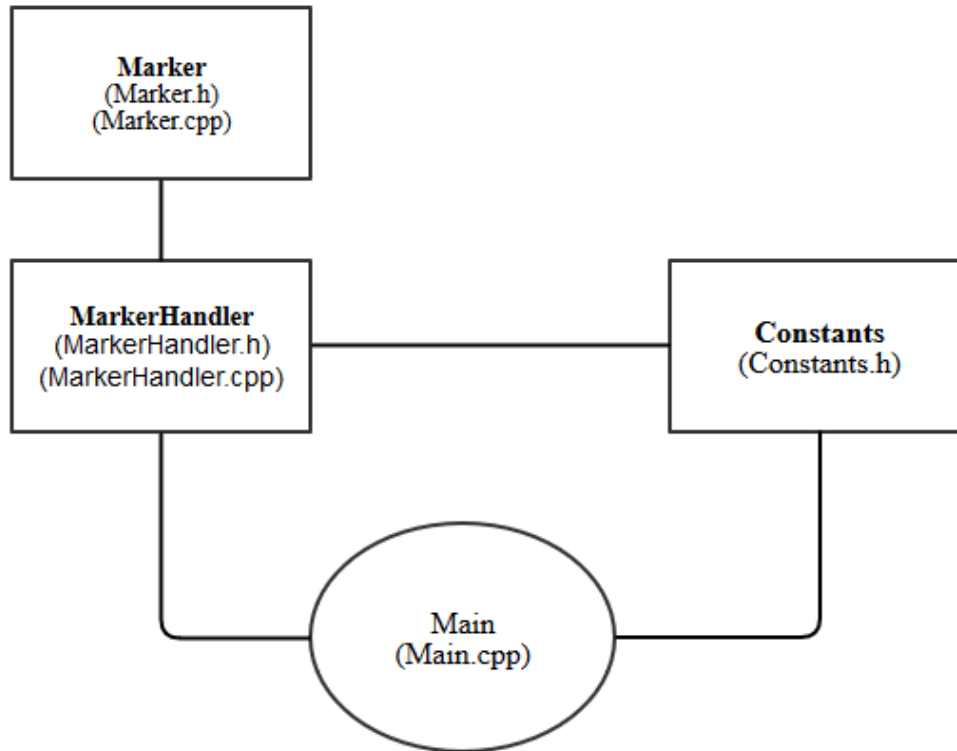 Marker
(Marker.h)
(Marker.cpp)
MarkerHandler
(MarkerHandler.h)
(MarkerHandler.cpp)
Constants
(Constants.h)
Main
(Main.cpp)